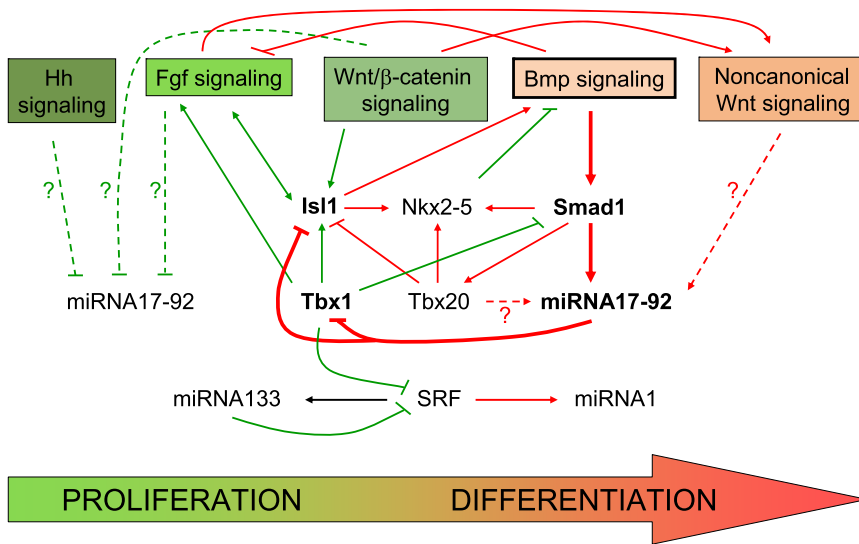 Hh
signaling
Fgf signaling
Wnt/β-catenin
signaling
Bmp signaling
Noncanonical
Wnt signaling
? ? ? ?
Isl1 Nkx2-5 Smad1
miRNA17-92 Tbx1 Tbx20 miRNA17-92
?
miRNA133 SRF miRNA1
PROLIFERATION DIFFERENTIATION